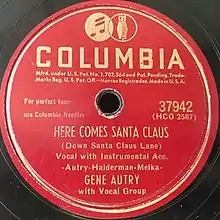 COLUMBIA
Mfrd. under U.S. Pat. No. 1,702,564 and Pat. Pending. Trade-
Marks Reg. U.S. Pat. Off.—Marcas Registradas. Made in U.S.A.
For perfect
use Columbia Needles
37942
(HCO 2587)
HERE COMES SANTA CLAUS
(Down Santa Claus Lane)
Vocal with Instrumental Acc.
-Autry-Halderman-Melka-
GENE AUTRY
with Vocal Group